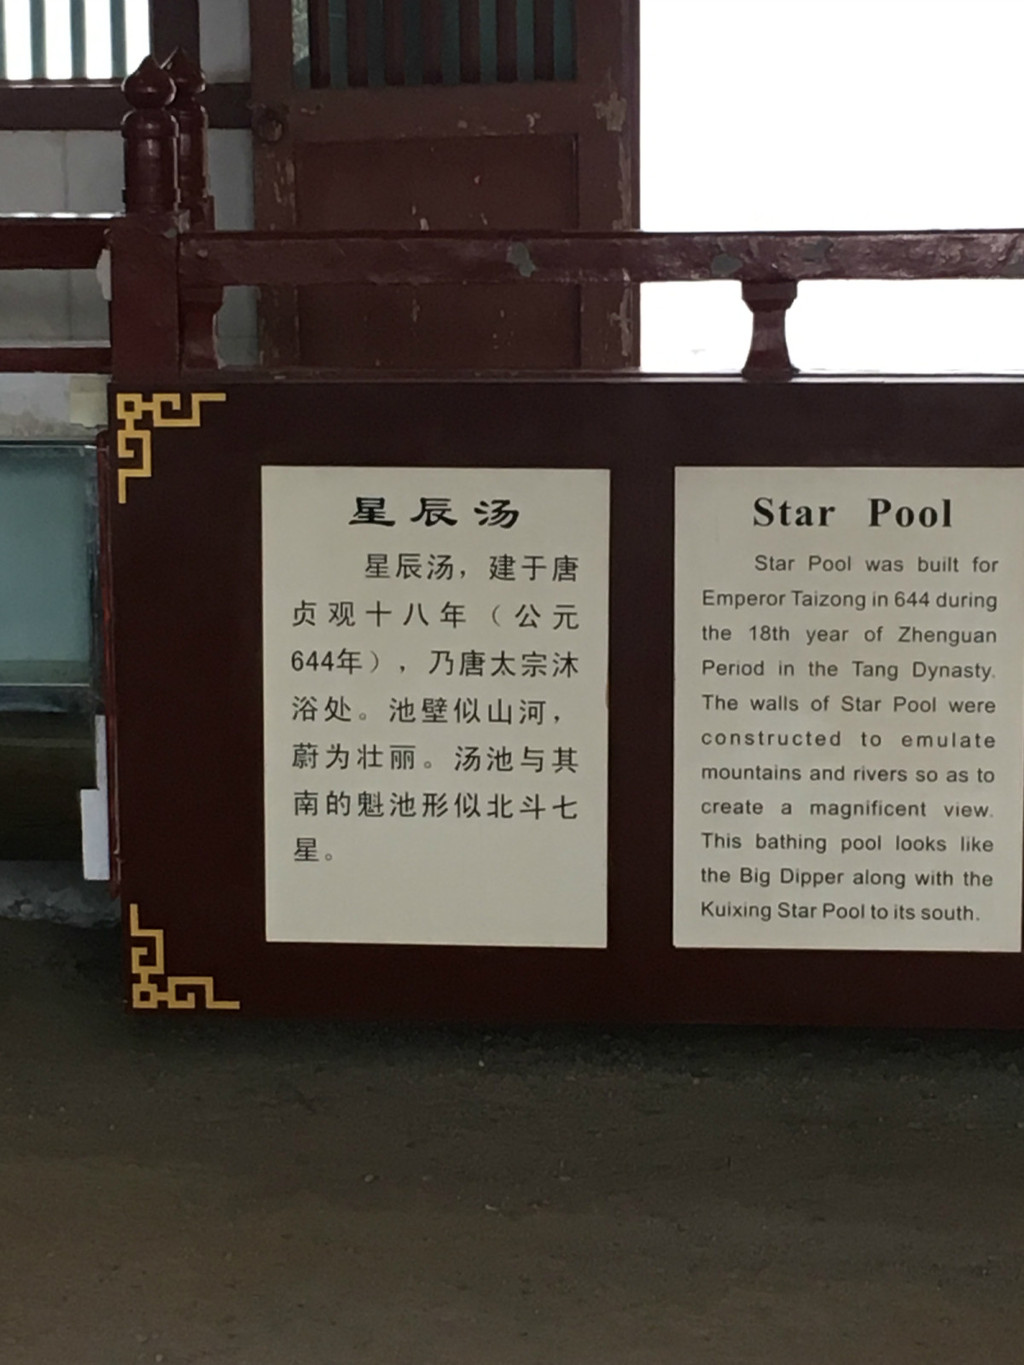 星辰汤
星辰汤，建于唐
贞观十八年（公元
644年），乃唐太宗沐
浴处。池壁似山河，
蔚为壮丽。汤池与其
南的魁池形似北斗七
星。
Star Pool
Star Pool was built for
Emperor Taizong in 644 during
the 18th year of Zhenguan
Period in the Tang Dynasty.
The walls of Star Pool were
constructed to emulate
mountains and rivers so as to
create a magnificent view.
This bathing pool looks like
the Big Dipper along with the
Kuixing Star Pool to its south.